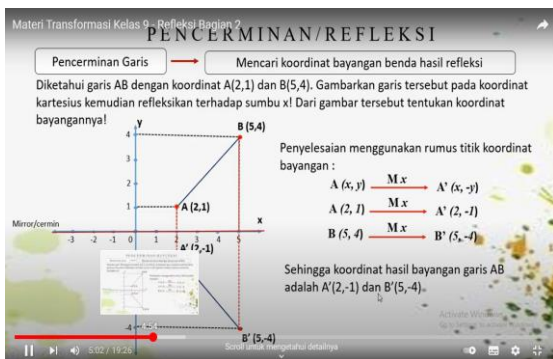 Materi Transformasi Kelas 9 - Refleksi Bagian 2
PENCERMINAN/REFLEKSI
Pencerminan Garis
Mencari koordinat bayangan benda hasil refleksi
Diketahui garis AB dengan koordinat A(2,1) dan B(5,4). Gambarkan garis tersebut pada koordinat
kartesius kemudian refleksikan terhadap sumbu x! Dari gambar tersebut tentukan koordinat
bayangannya!
y
B (5,4)
4
3
2
1
A (2,1)
x
Mirror/cermin
-3 -2 -1 0 1 2 3 4 5
A' (2,-1)
-4
B' (5,-4)
Penyelesaian menggunakan rumus titik koordinat
bayangan :
A (x, y) M x A' (x, -y)
A (2, 1) M x A' (2, -1)
B (5, 4) M x B' (5, -4)
Sehingga koordinat hasil bayangan garis AB
adalah A'(2,-1) dan B'(5,-4).
Activate Windows
5:02 / 19:26
Scroll untuk mengetahui detailnya